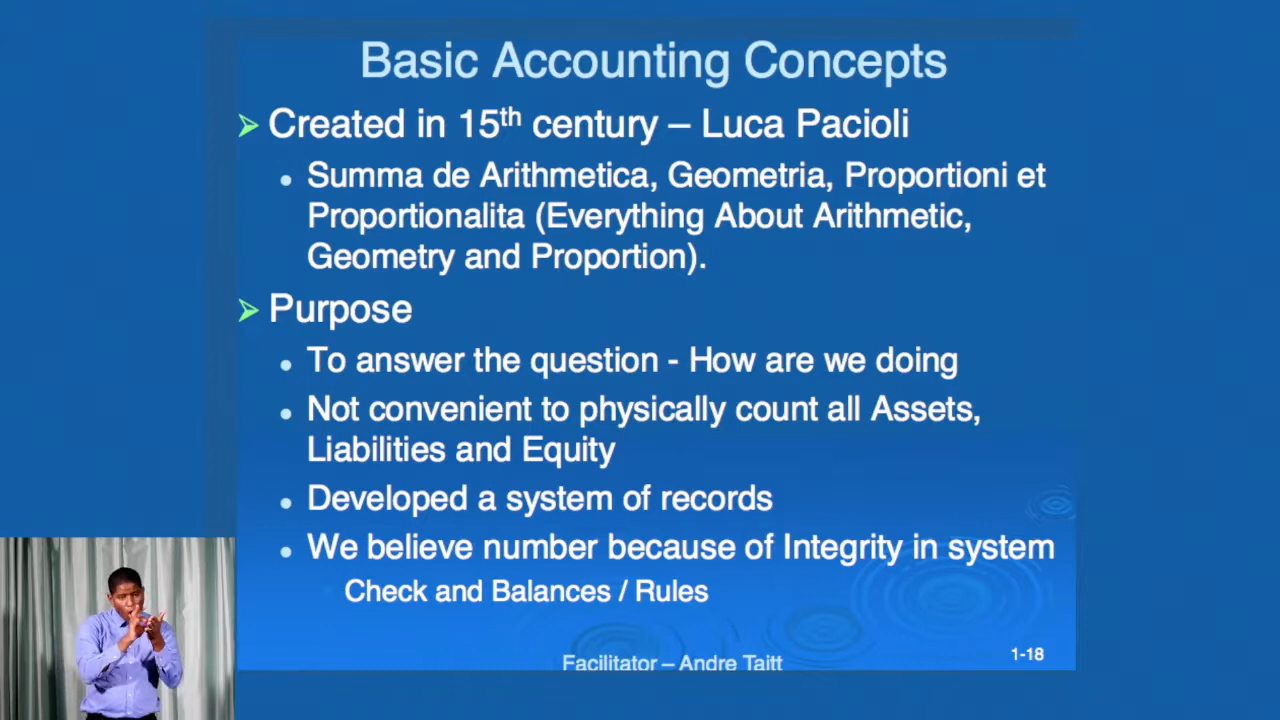 Basic Accounting Concepts
Created in 15th century – Luca Pacioli
Summa de Arithmetica, Geometria, Proportioni et
Proportionalita (Everything About Arithmetic,
Geometry and Proportion).
Purpose
To answer the question - How are we doing
Not convenient to physically count all Assets,
Liabilities and Equity
Developed a system of records
We believe number because of Integrity in system
Check and Balances / Rules
Facilitator – Andre Taitt
1-18